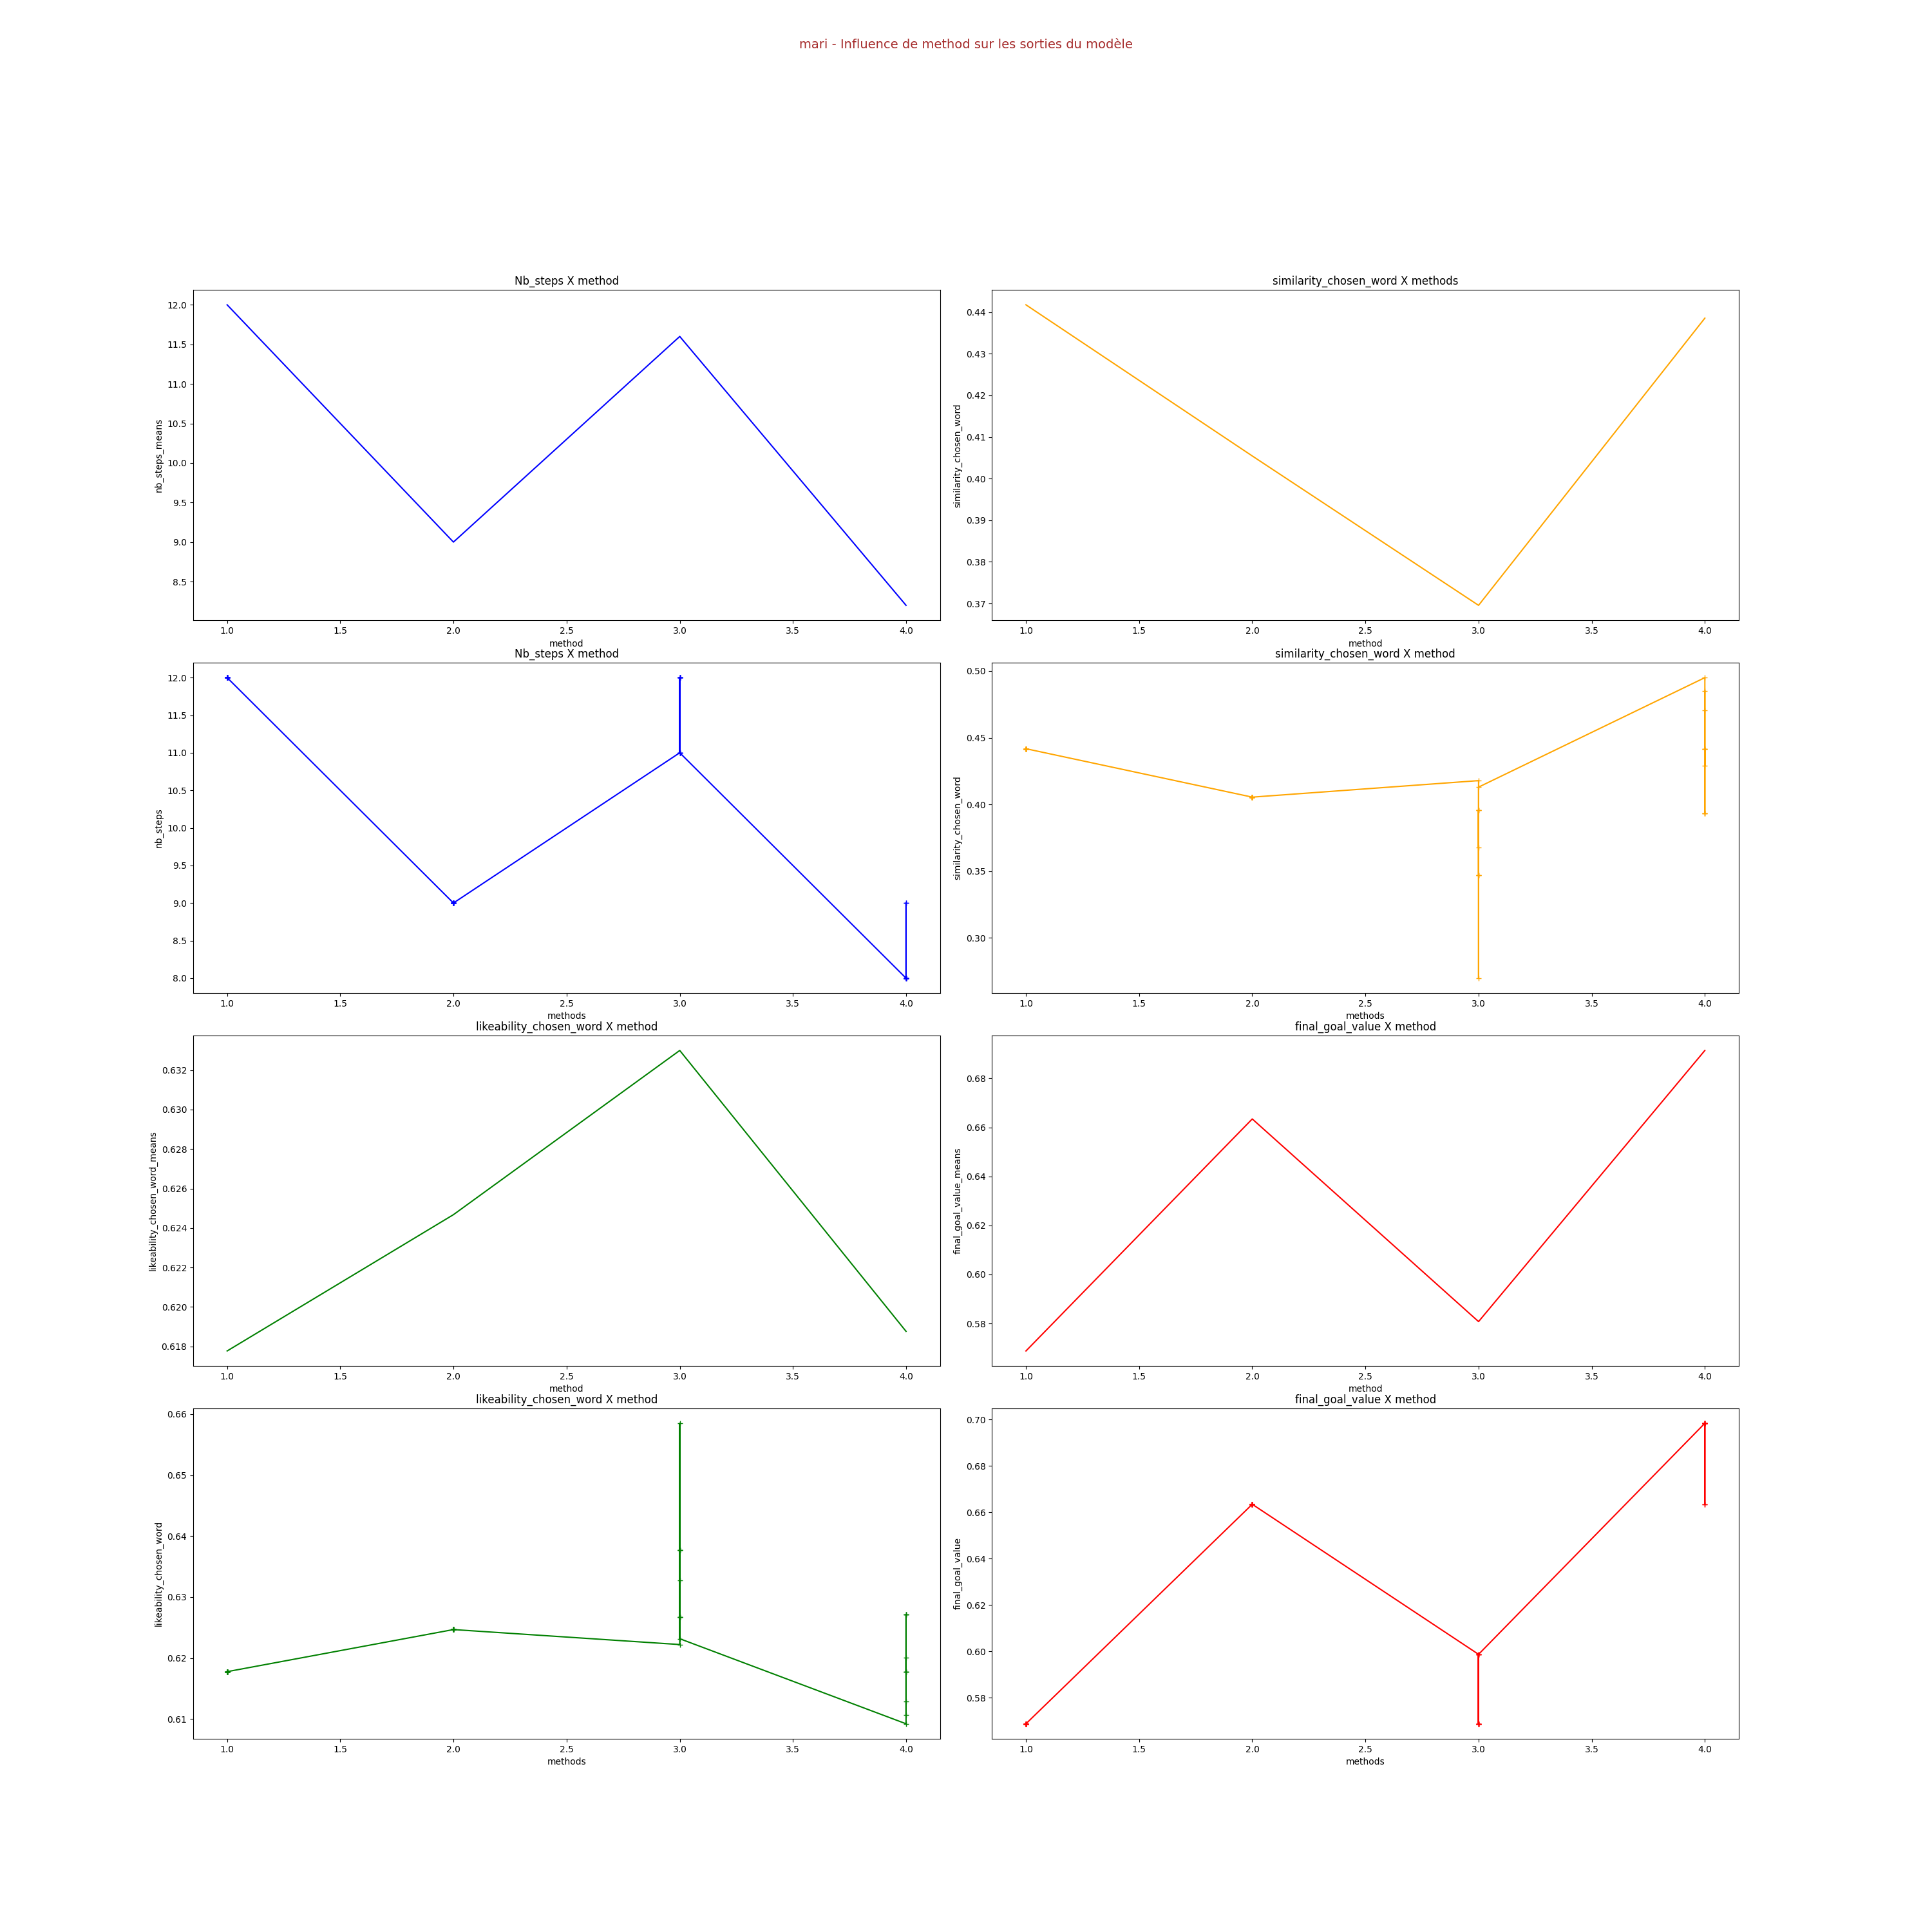 mari - Influence de method sur les sorties du modèle
Nb_steps X method
nb_steps_means
12.0
11.5
11.0
10.5
10.0
9.5
9.0
8.5
1.0 1.5 2.0 2.5 3.0 3.5 4.0
method
similarity_chosen_word X methods
similarity_chosen_word
0.44
0.43
0.42
0.41
0.40
0.39
0.38
0.37
1.0 1.5 2.0 2.5 3.0 3.5 4.0
method
Nb_steps X method
nb_steps
12.0
11.5
11.0
10.5
10.0
9.5
9.0
8.5
8.0
1.0 1.5 2.0 2.5 3.0 3.5 4.0
methods
similarity_chosen_word X method
similarity_chosen_word
0.50
0.45
0.40
0.35
0.30
1.0 1.5 2.0 2.5 3.0 3.5 4.0
methods
likeability_chosen_word X method
likeability_chosen_word_means
0.632
0.630
0.628
0.626
0.624
0.622
0.620
0.618
1.0 1.5 2.0 2.5 3.0 3.5 4.0
method
final_goal_value X method
final_goal_value_means
0.68
0.66
0.64
0.62
0.60
0.58
1.0 1.5 2.0 2.5 3.0 3.5 4.0
method
likeability_chosen_word X method
likeability_chosen_word
0.66
0.65
0.64
0.63
0.62
0.61
1.0 1.5 2.0 2.5 3.0 3.5 4.0
methods
final_goal_value X method
final_goal_value
0.70
0.68
0.66
0.64
0.62
0.60
0.58
1.0 1.5 2.0 2.5 3.0 3.5 4.0
methods